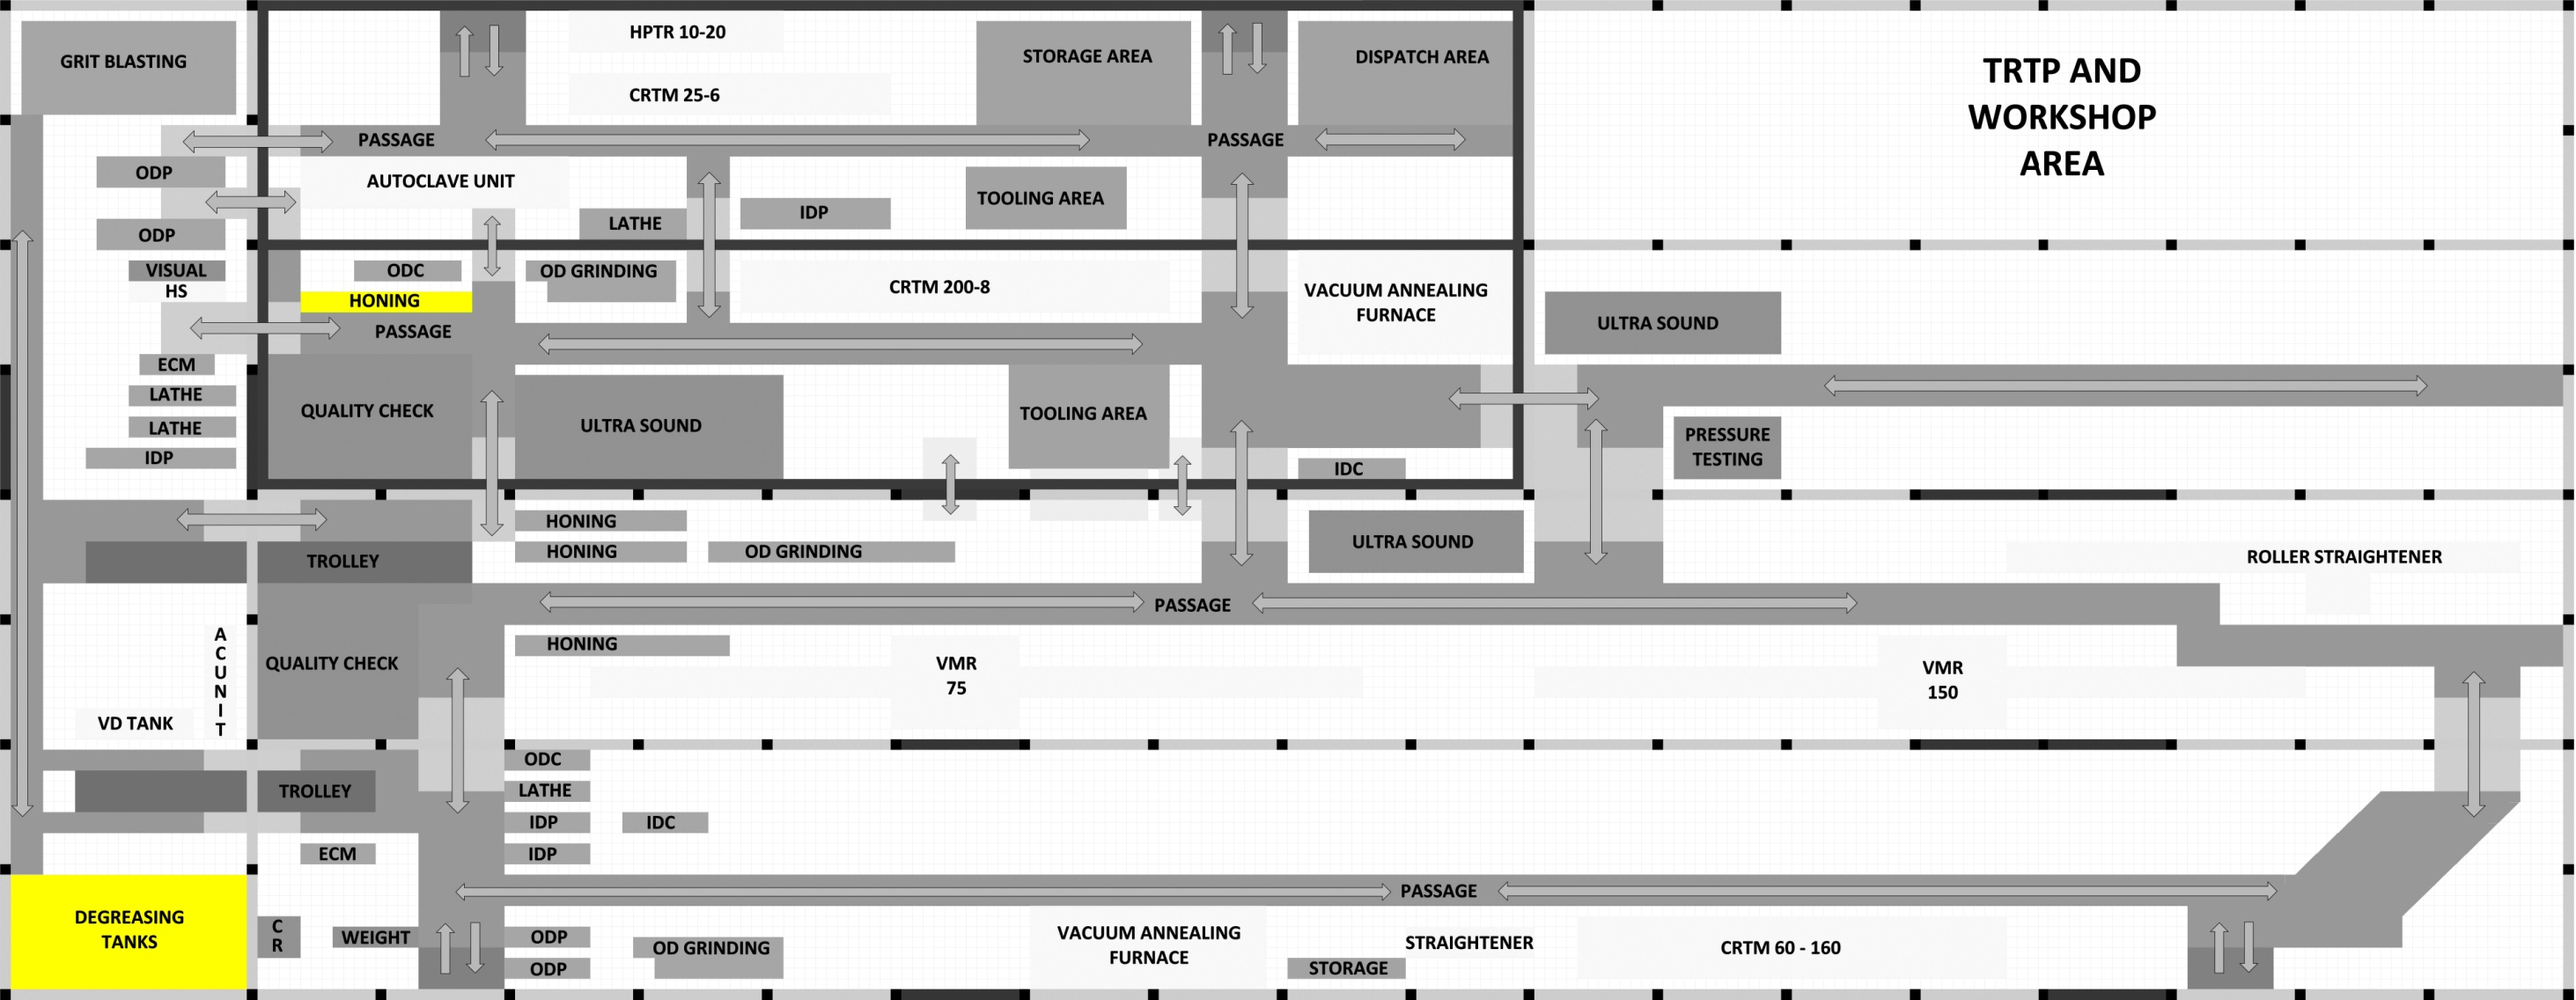 HPTR 10-20
GRIT BLASTING
STORAGE AREA
DISPATCH AREA
TRTP AND
WORKSHOP
AREA
CRTM 25-6
PASSAGE
PASSAGE
ODP
AUTOCLAVE UNIT
TOOLING AREA
LATHE
IDP
ODP
VISUAL
HS
ODC
OD GRINDING
HONING
CRTM 200-8
VACUUM ANNEALING
FURNACE
ULTRA SOUND
PASSAGE
ECM
LATHE
LATHE
IDP
QUALITY CHECK
ULTRA SOUND
TOOLING AREA
PRESSURE
TESTING
IDC
HONING
HONING
OD GRINDING
ULTRA SOUND
TROLLEY
ROLLER STRAIGHTENER
PASSAGE
A
C
U
N
I
T
HONING
QUALITY CHECK
VMR
75
VMR
150
VD TANK
ODC
TROLLEY
LATHE
IDP
IDC
ECM
IDP
PASSAGE
DEGREASING
TANKS
C
R
WEIGHT
ODP
OD GRINDING
ODP
VACUUM ANNEALING
FURNACE
STRAIGHTENER
STORAGE
CRTM 60 - 160